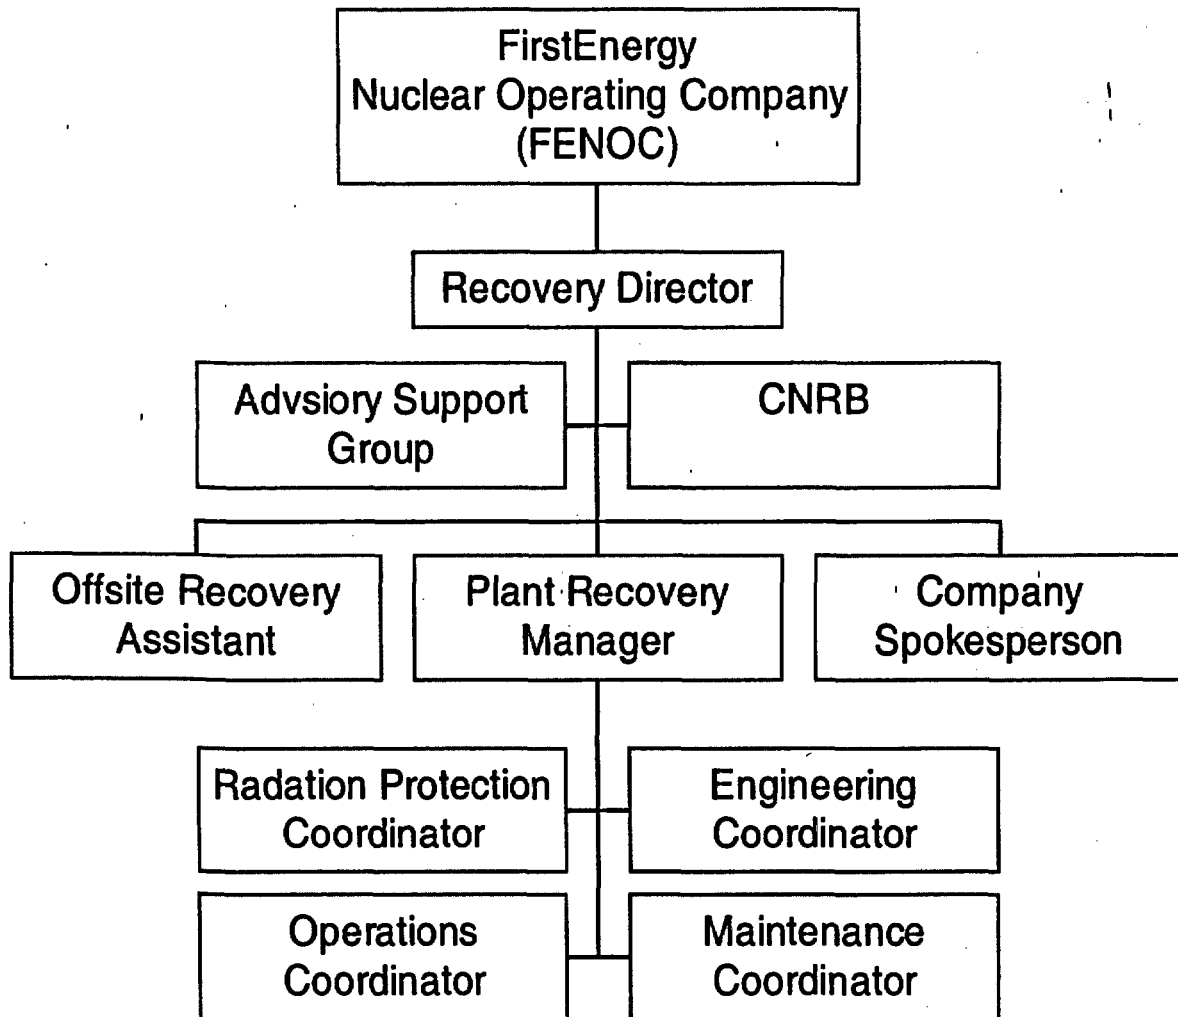 FirstEnergy
Nuclear Operating Company
(FENOC)
Recovery Director
Advsiory Support
Group
CNRB
Offsite Recovery
Assistant
Plant Recovery
Manager
Company
Spokesperson
Radation Protection
Coordinator
Engineering
Coordinator
Operations
Coordinator
Maintenance
Coordinator